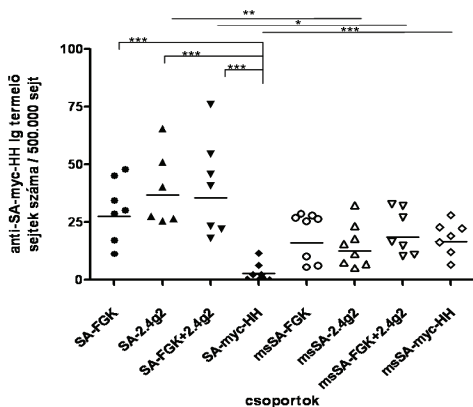 **
*
***
***
***
***
100
75
50
25
0
anti-SA-myc-HH Ig termelő
sejtek száma / 500.000 sejt
SA-FGK
SA-2.4g2
SA-FGK+2.4g2
SA-myc-HH
msSA-FGK
msSA-2.4g2
msSA-FGK+2.4g2
msSA-myc-HH
csoportok